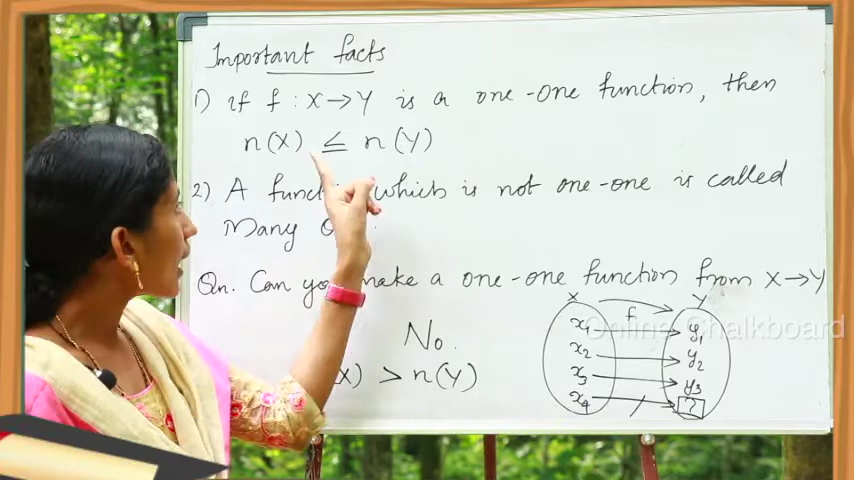 Important facts
1) If f : X → Y is a one-one function, then
n(X) ≤ n(Y)
2) A which is not one-one is called
Many
Qn. Can make a one-one function from X → Y
X f Y
x1 y1
x2 y2
x3 y3
x4 ?
No.
X) > n(Y)
Online Chalkboard